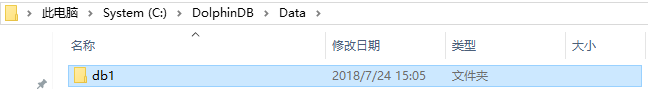 此电脑 > System (C:) > DolphinDB > Data >
名称 修改日期 类型 大小
db1 2018/7/24 15:05 文件夹